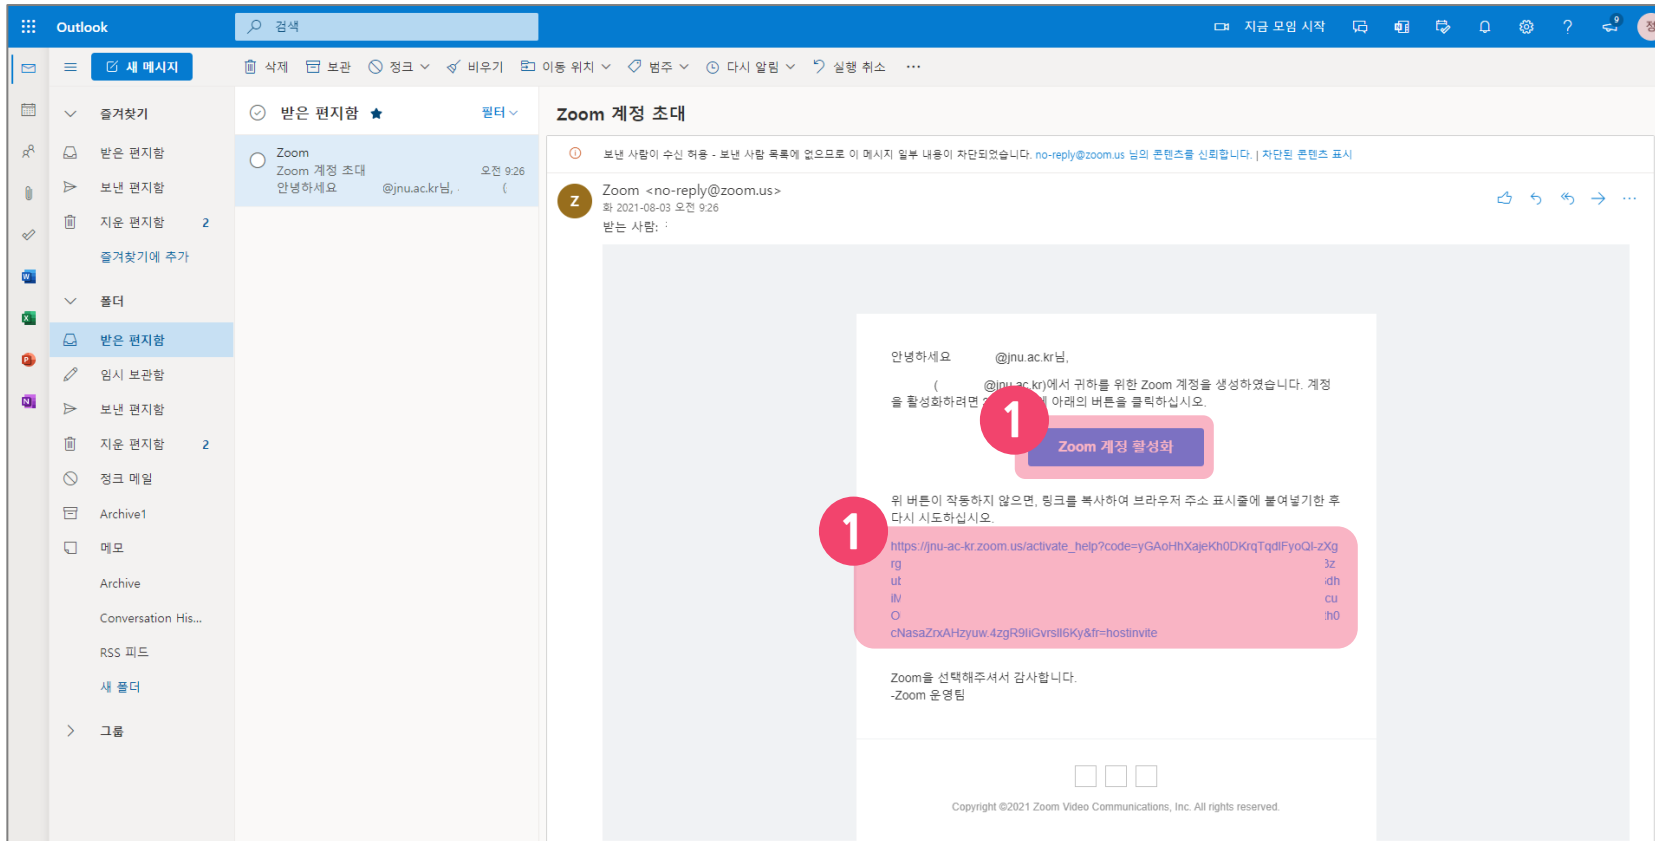 Outlook
검색
지금 모임 시작
9
정
새 메시지
삭제
보관
정크
비우기
이동 위치
범주
다시 알림
실행 취소
즐겨찾기
받은 편지함
보낸 편지함
지운 편지함 2
즐겨찾기에 추가
폴더
받은 편지함
임시 보관함
보낸 편지함
지운 편지함 2
정크 메일
Archive1
메모
Archive
Conversation His...
RSS 피드
새 폴더
그룹
받은 편지함 ★
필터
Zoom
Zoom 계정 초대 오전 9:26
안녕하세요 @jnu.ac.kr님, (
Zoom 계정 초대
보낸 사람이 수신 허용 - 보낸 사람 목록에 없으므로 이 메시지 일부 내용이 차단되었습니다. no-reply@zoom.us 님의 콘텐츠를 신뢰합니다. | 차단된 콘텐츠 표시
Z
Zoom <no-reply@zoom.us>
화 2021-08-03 오전 9:26
받는 사람:
안녕하세요 @jnu.ac.kr님,
( @jnu.ac.kr)에서 귀하를 위한 Zoom 계정을 생성하였습니다. 계정
을 활성화하려면 아래의 버튼을 클릭하십시오.
1
Zoom 계정 활성화
위 버튼이 작동하지 않으면, 링크를 복사하여 브라우저 주소 표시줄에 붙여넣기한 후
다시 시도하십시오.
1
https://jnu-ac-kr.zoom.us/activate_help?code=yGAoHhXajeKh0DKrqTqdlFyoQI-zXg
rg 3z
ut dh
cu
O h0
cNasaZrxAHzyuw.4zgR9IiGvrsll6Ky&fr=hostinvite
Zoom을 선택해주셔서 감사합니다.
-Zoom 운영팀
Copyright ©2021 Zoom Video Communications, Inc. All rights reserved.